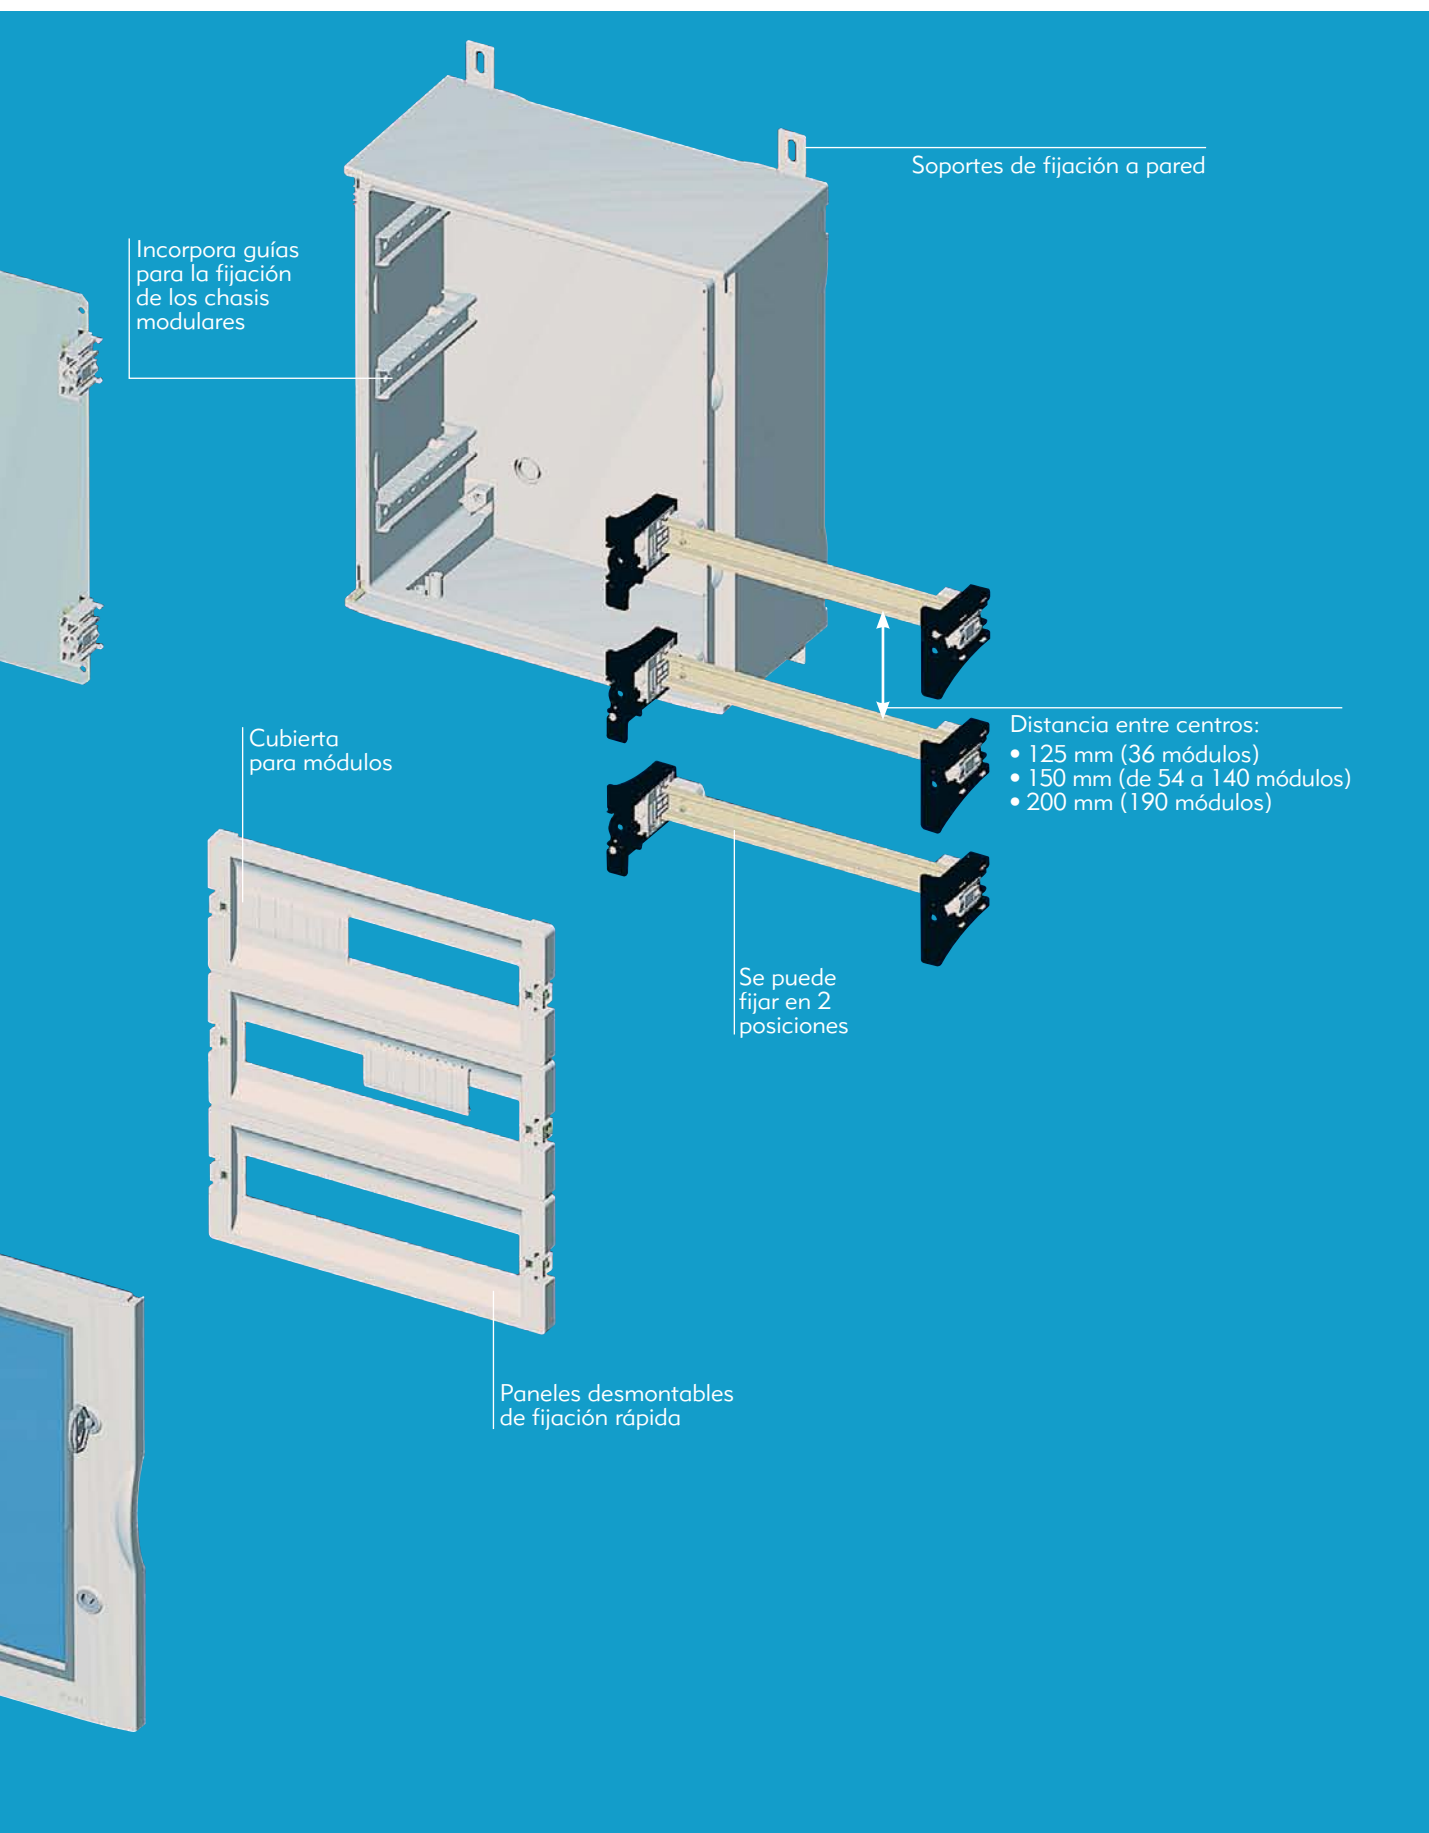 Soportes de fijación a pared
Incorpora guías
para la fijación
de los chasis
modulares
Distancia entre centros:
• 125 mm (36 módulos)
• 150 mm (de 54 a 140 módulos)
• 200 mm (190 módulos)
Cubierta
para módulos
Se puede
fijar en 2
posiciones
Paneles desmontables
de fijación rápida